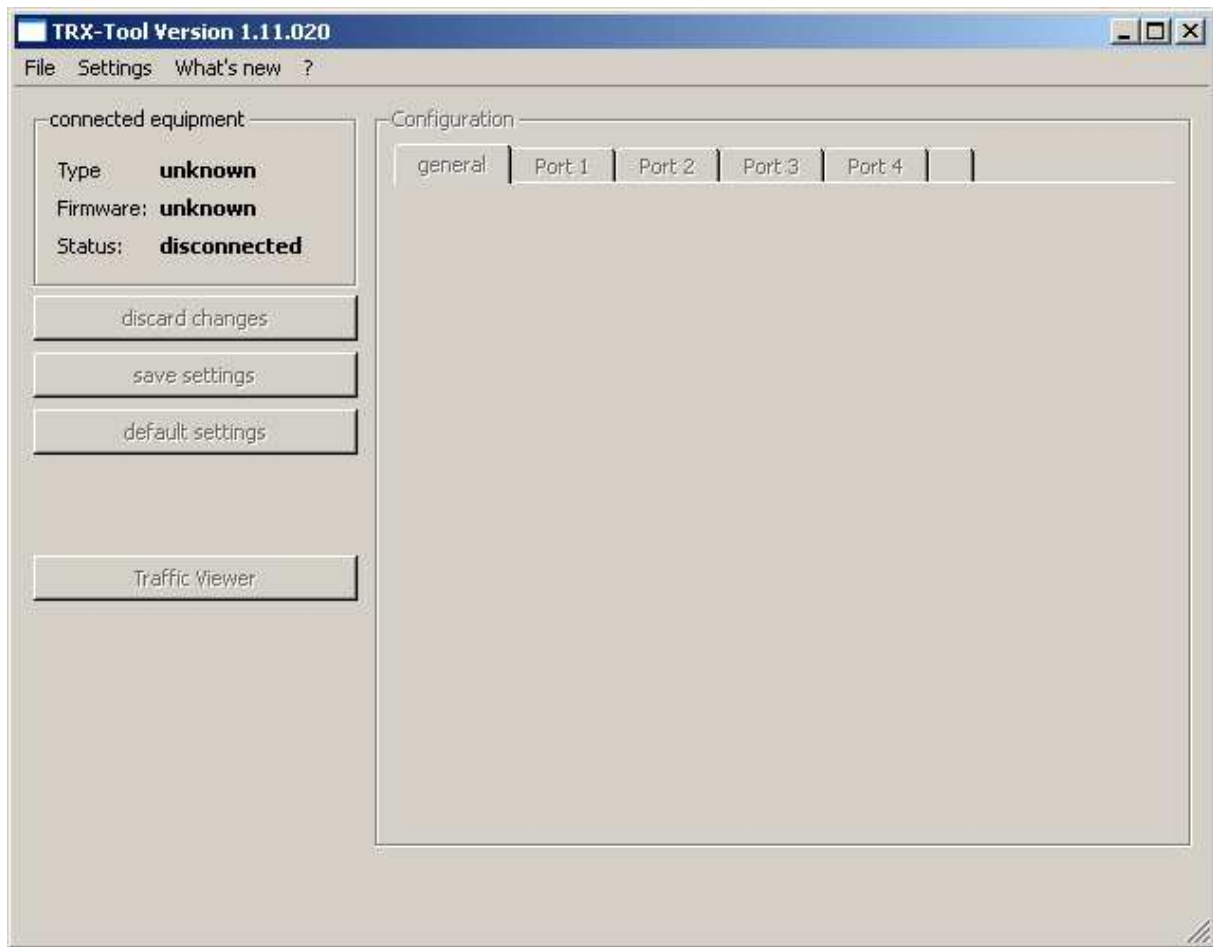 TRX-Tool Version 1.11.020
File Settings What's new ?
connected equipment
Type unknown
Firmware: unknown
Status: disconnected
discard changes
save settings
default settings
Traffic Viewer
Configuration
general Port 1 Port 2 Port 3 Port 4